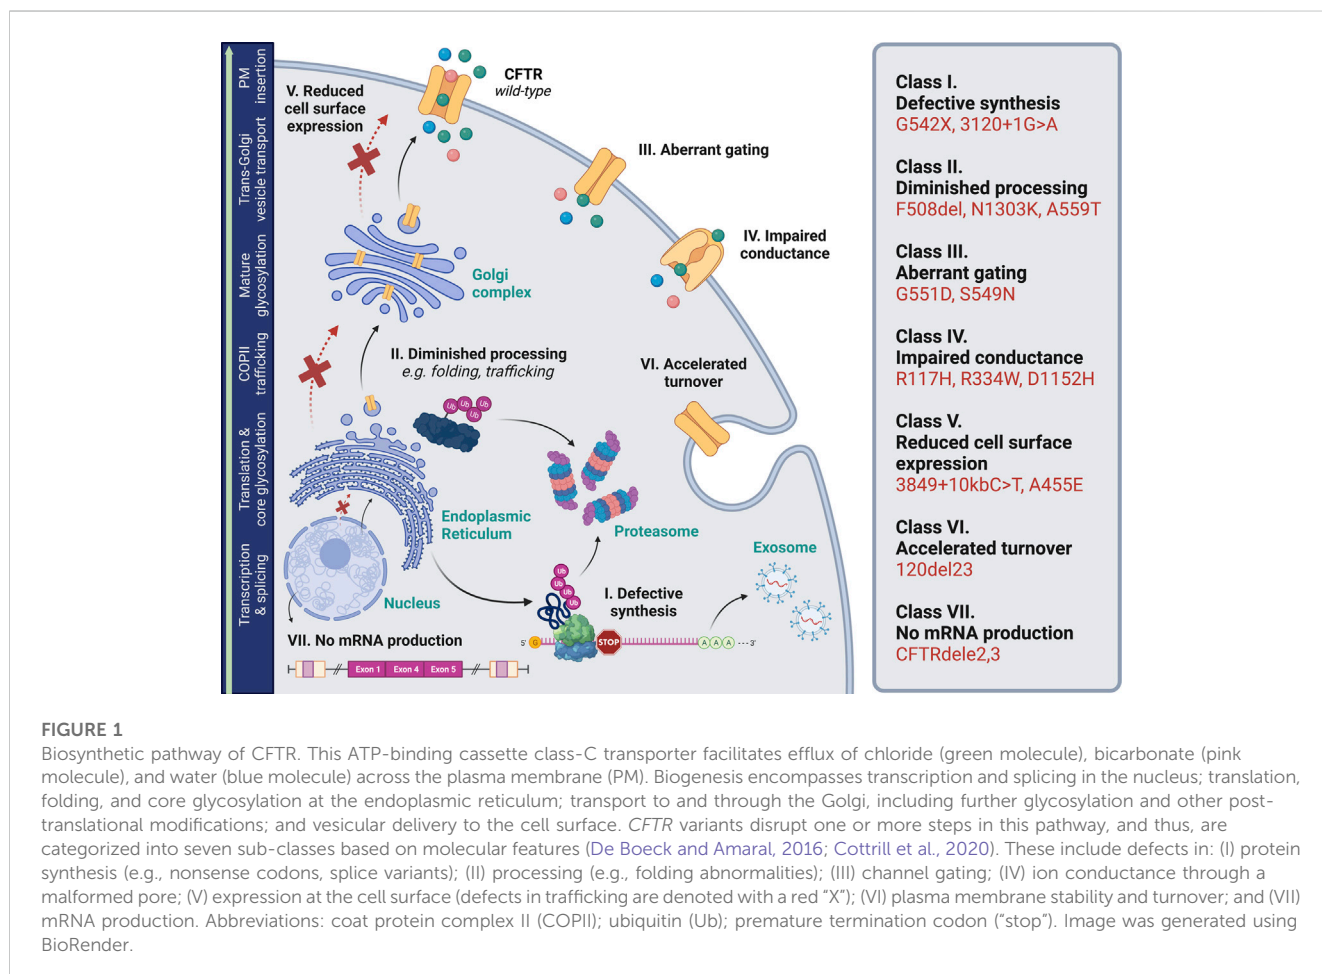 PM
insertion
Trans-Golgi
vesicle transport
Mature
glycosylation
COPII
trafficking
Translation &
core glycosylation
Transcription
& splicing
V. Reduced
cell surface
expression
CFTR
wild-type
III. Aberrant gating
IV. Impaired
conductance
Golgi
complex
II. Diminished processing
e.g. folding, trafficking
VI. Accelerated
turnover
Ub
Ub
Ub
Ub
Endoplasmic
Reticulum
Proteasome
Exosome
Nucleus
Ub
Ub
Ub
Ub
I. Defective
synthesis
VII. No mRNA production
5'
G
STOP
A A A
3'
Exon 1
Exon 4
Exon 5
Class I.
Defective synthesis
G542X, 3120+1G>A
Class II.
Diminished processing
F508del, N1303K, A559T
Class III.
Aberrant gating
G551D, S549N
Class IV.
Impaired conductance
R117H, R334W, D1152H
Class V.
Reduced cell surface
expression
3849+10kbC>T, A455E
Class VI.
Accelerated turnover
120del23
Class VII.
No mRNA production
CFTRdele2,3
FIGURE 1
Biosynthetic pathway of CFTR. This ATP-binding cassette class-C transporter facilitates efflux of chloride (green molecule), bicarbonate (pink
molecule), and water (blue molecule) across the plasma membrane (PM). Biogenesis encompasses transcription and splicing in the nucleus; translation,
folding, and core glycosylation at the endoplasmic reticulum; transport to and through the Golgi, including further glycosylation and other post-
translational modifications; and vesicular delivery to the cell surface. CFTR variants disrupt one or more steps in this pathway, and thus, are
categorized into seven sub-classes based on molecular features (De Boeck and Amaral, 2016; Cottrill et al., 2020). These include defects in: (I) protein
synthesis (e.g., nonsense codons, splice variants); (II) processing (e.g., folding abnormalities); (III) channel gating; (IV) ion conductance through a
malformed pore; (V) expression at the cell surface (defects in trafficking are denoted with a red “X”); (VI) plasma membrane stability and turnover; and (VII)
mRNA production. Abbreviations: coat protein complex II (COPII); ubiquitin (Ub); premature termination codon (“stop”). Image was generated using
BioRender.